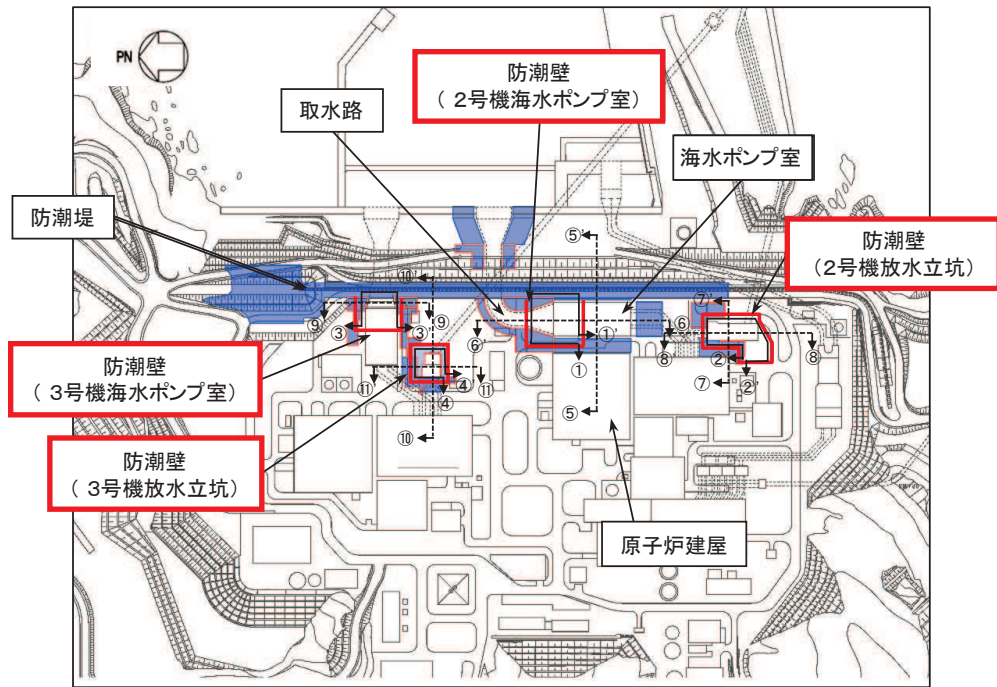 PN
防潮壁
( 2号機海水ポンプ室)
取水路
海水ポンプ室
防潮堤
防潮壁
(2号機放水立坑)
⑤'
⑩'
⑦'
⑨
⑨
③'
③
①'
⑥
⑥'
⑧
⑧
①
②
②'
⑦
防潮壁
( 3号機海水ポンプ室)
⑪
④'
⑪
④
⑤
⑩
防潮壁
( 3号機放水立坑)
原子炉建屋